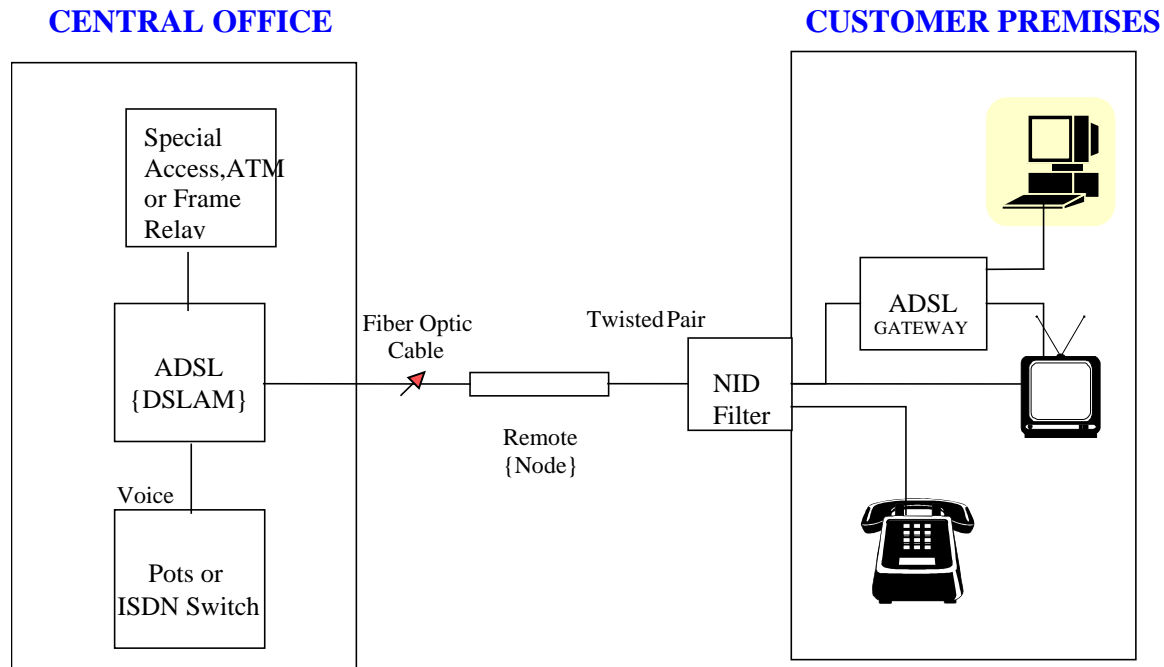 CENTRAL OFFICE
CUSTOMER PREMISES
Special
Access,ATM
or Frame
Relay
ADSL
{DSLAM}
Voice
Pots or
ISDN Switch
Fiber Optic
Cable
Remote
{Node}
Twisted Pair
NID
Filter
ADSL
GATEWAY